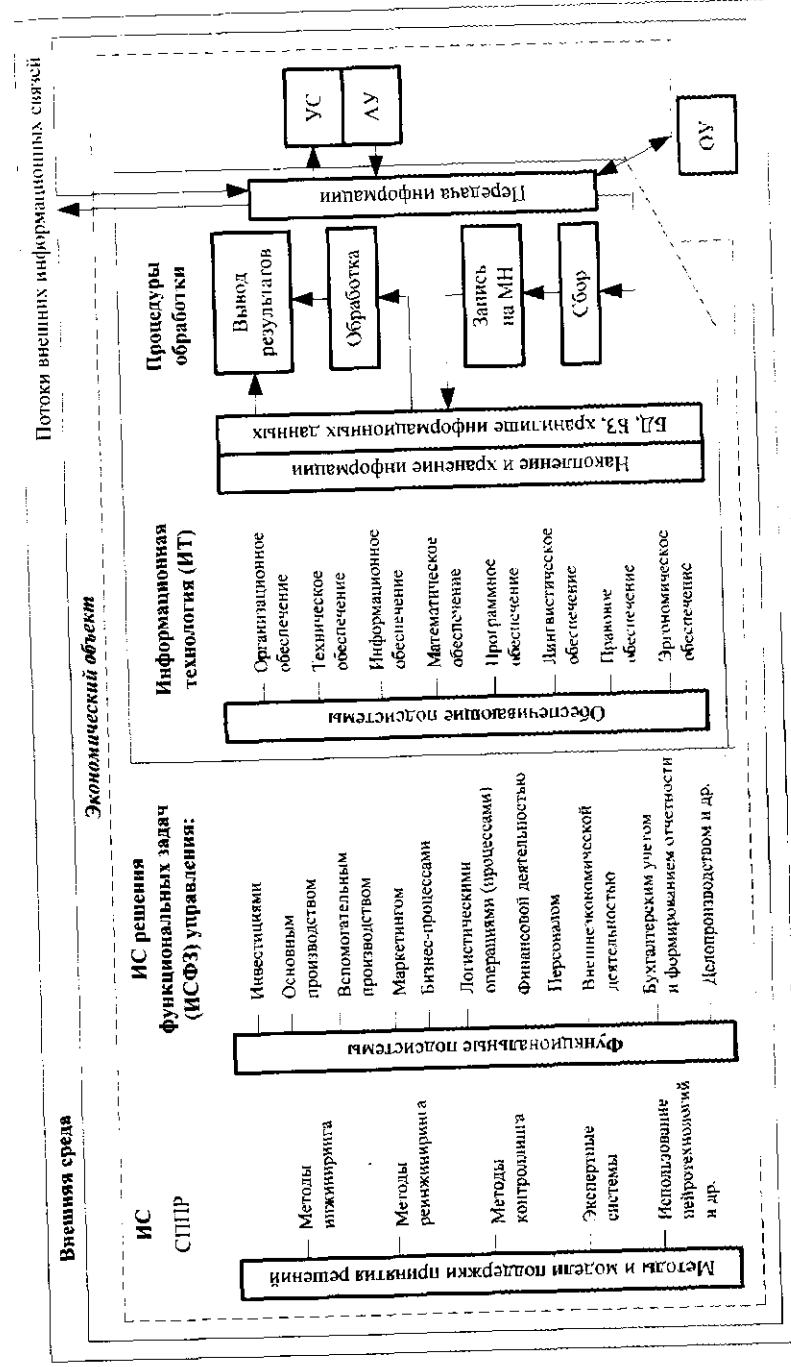 Потоки внешних информационных связей
Внешняя среда
Экономический объект
ИС
СППР
Методы и модели поддержки принятия решений
Методы
инжиниринга
Методы
реинжиниринга
Методы
контроллинга
Экспертные
системы
Использование
нейротехнологий
и др.
ИС решения
функциональных задач
(ИСФЗ) управления:
Функциональные подсистемы
Инвестициями
Основным
производством
Вспомогательным
производством
Маркетингом
Бизнес-процессами
Логистическими
операциями (процессами)
Финансовой деятельностью
Персоналом
Внешнеэкономической
деятельностью
Бухгалтерским учетом
и формированием отчетности
Делопроизводством и др.
Информационная
технология (ИТ)
Обеспечивающие подсистемы
Организационное
обеспечение
Техническое
обеспечение
Информационное
обеспечение
Математическое
обеспечение
Программное
обеспечение
Лингвистическое
обеспечение
Правовое
обеспечение
Эргономическое
обеспечение
Накопление и хранение информации
БД, БЗ, хранилище информационных данных
Процедуры
обработки
Вывод
результатов
Обработка
Запись
на МН
Сбор
Передача информации
УС
АУ
ОУ